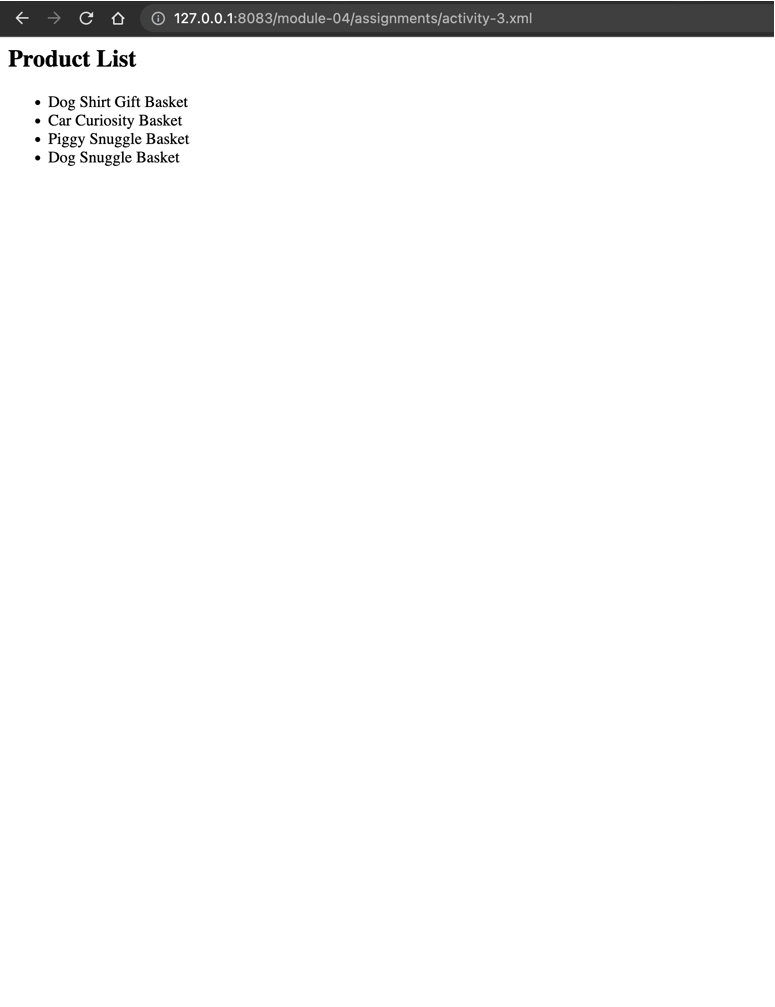 127.0.0.1:8083/module-04/assignments/activity-3.xml
Product List
Dog Shirt Gift Basket
Car Curiosity Basket
Piggy Snuggle Basket
Dog Snuggle Basket